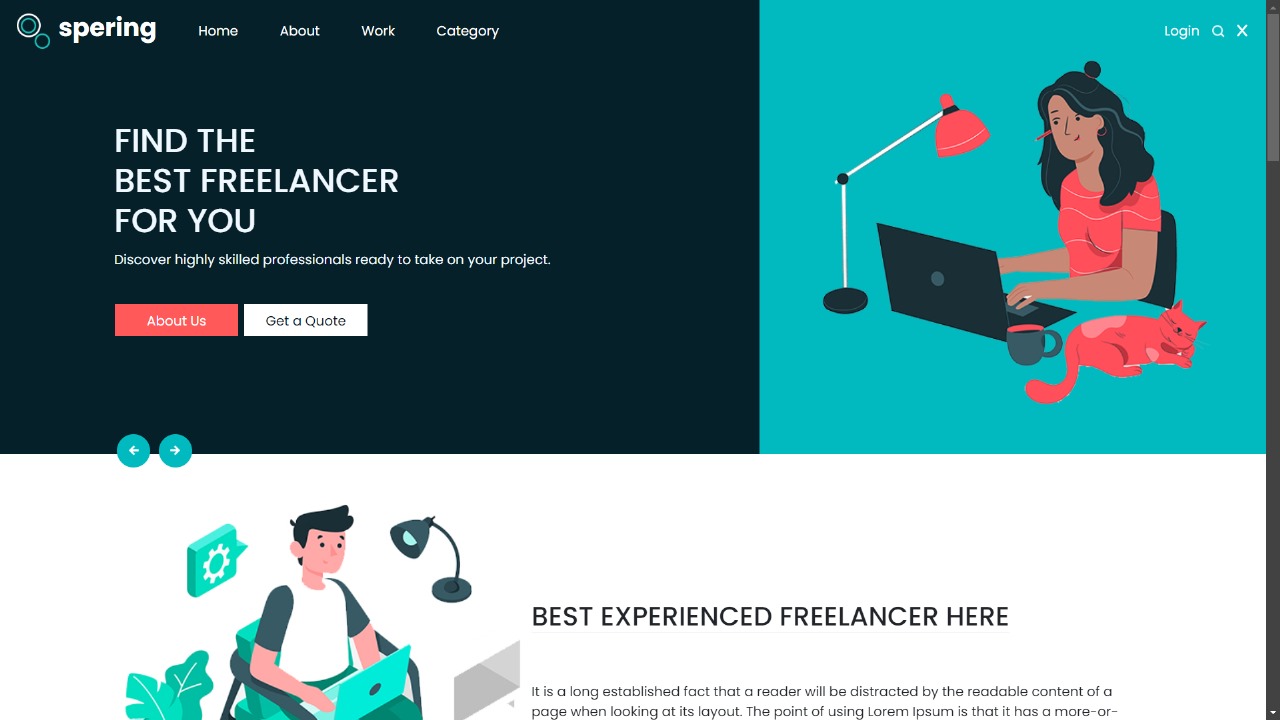 spering
Home
About
Work
Category
Login
X
FIND THE
BEST FREELANCER
FOR YOU
Discover highly skilled professionals ready to take on your project.
About Us
Get a Quote
BEST EXPERIENCED FREELANCER HERE
It is a long established fact that a reader will be distracted by the readable content of a
page when looking at its layout. The point of using Lorem Ipsum is that it has a more-or-